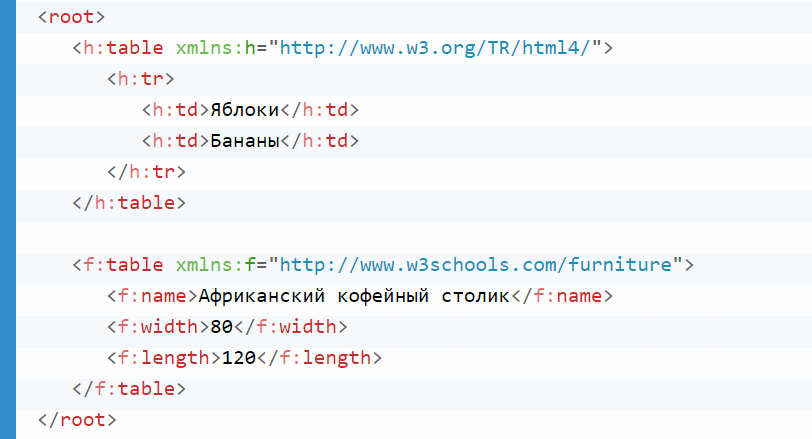 <root>
<h:table xmlns:h="http://www.w3.org/TR/html4/">
<h:tr>
<h:td>Яблоки</h:td>
<h:td>Бананы</h:td>
</h:tr>
</h:table>
<f:table xmlns:f="http://www.w3schools.com/furniture">
<f:name>Африканский кофейный столик</f:name>
<f:width>80</f:width>
<f:length>120</f:length>
</f:table>
</root>